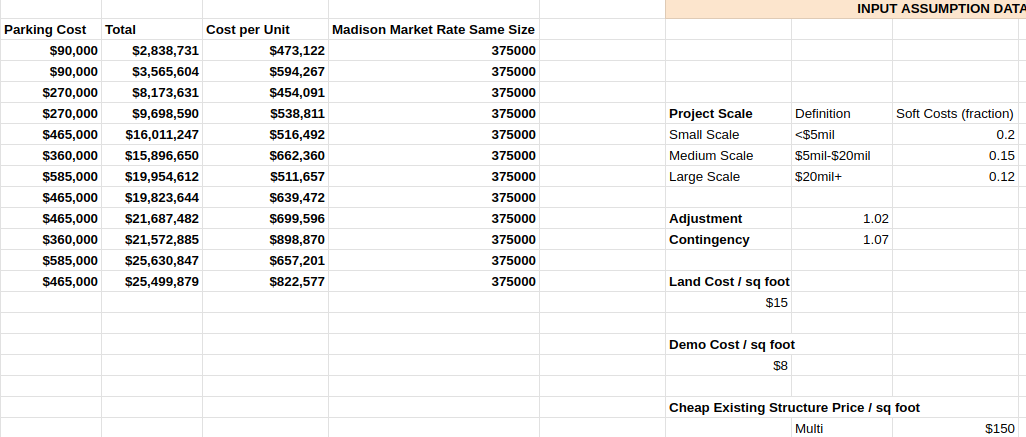 INPUT ASSUMPTION DATA
Parking Cost Total Cost per Unit Madison Market Rate Same Size
$90,000 $2,838,731 $473,122 375000
$90,000 $3,565,604 $594,267 375000
$270,000 $8,173,631 $454,091 375000
$270,000 $9,698,590 $538,811 375000 Project Scale Definition Soft Costs (fraction)
$465,000 $16,011,247 $516,492 375000 Small Scale <$5mil 0.2
$360,000 $15,896,650 $662,360 375000 Medium Scale $5mil-$20mil 0.15
$585,000 $19,954,612 $511,657 375000 Large Scale $20mil+ 0.12
$465,000 $19,823,644 $639,472 375000
$465,000 $21,687,482 $699,596 375000 Adjustment 1.02
$360,000 $21,572,885 $898,870 375000 Contingency 1.07
$585,000 $25,630,847 $657,201 375000
$465,000 $25,499,879 $822,577 375000 Land Cost / sq foot
$15
Demo Cost / sq foot
$8
Cheap Existing Structure Price / sq foot
Multi $150